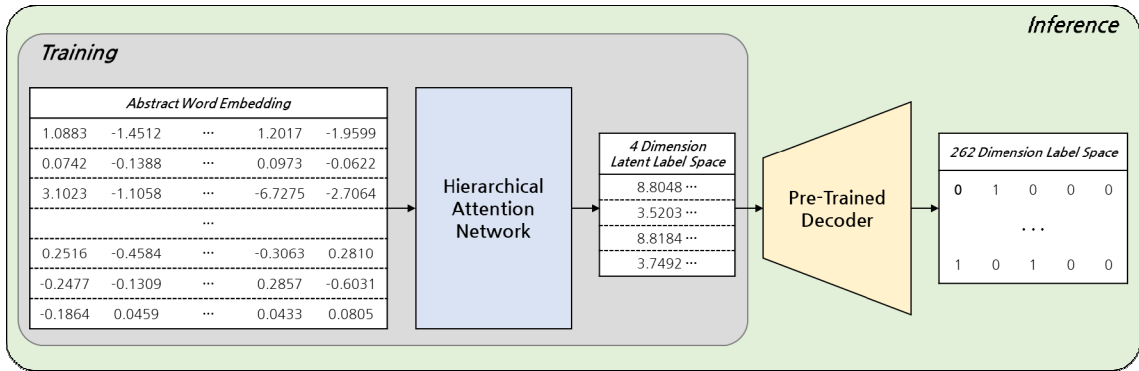 Inference
Training
Abstract Word Embedding
1.0883 -1.4512 ... 1.2017 -1.9599
0.0742 -0.1388 ... 0.0973 -0.0622
3.1023 -1.1058 ... -6.7275 -2.7064
...
0.2516 -0.4584 ... -0.3063 0.2810
-0.2477 -0.1309 ... 0.2857 -0.6031
-0.1864 0.0459 ... 0.0433 0.0805
Hierarchical
Attention
Network
4 Dimension
Latent Label Space
8.8048 ...
3.5203 ...
8.8184 ...
3.7492 ...
Pre-Trained
Decoder
262 Dimension Label Space
0 1 0 0 0
...
1 0 1 0 0